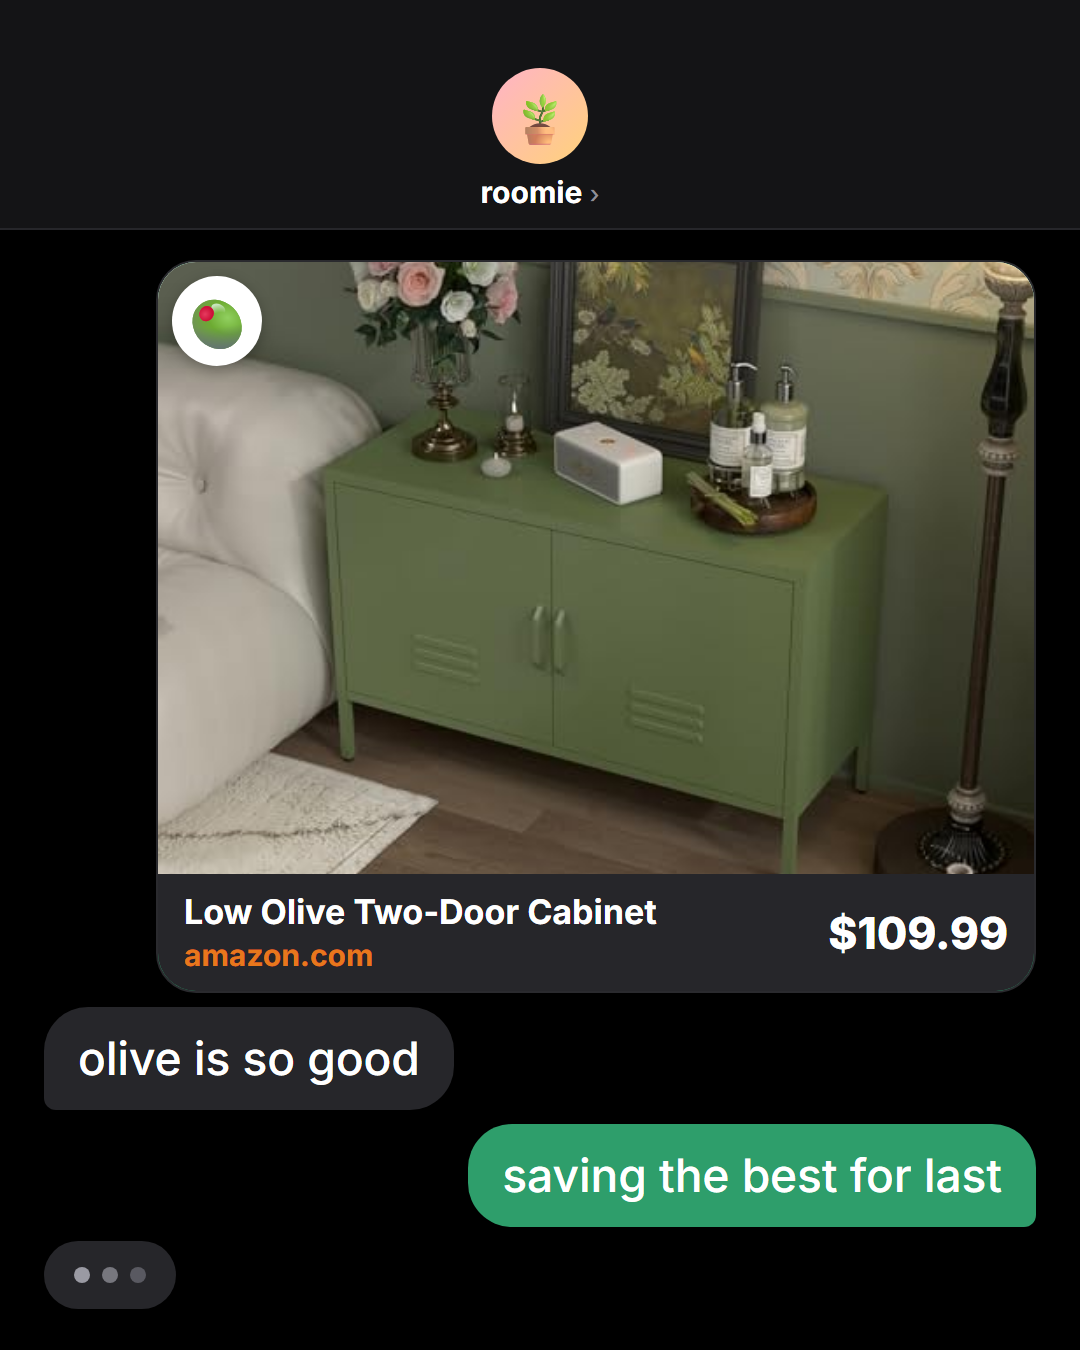 roomie ›
Low Olive Two-Door Cabinet
amazon.com
$109.99
olive is so good
saving the best for last